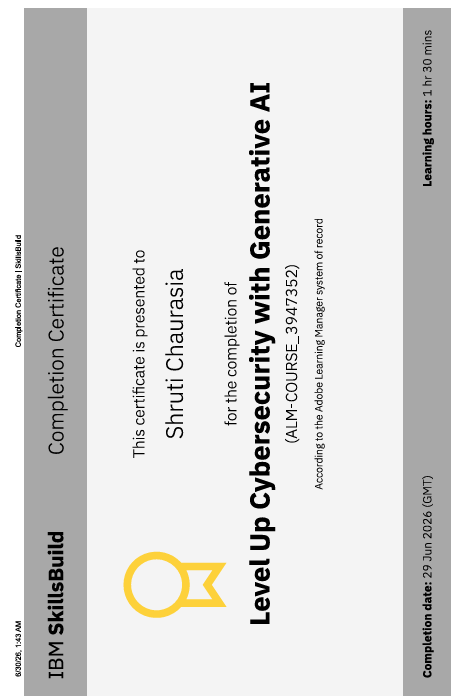 6/30/26, 1:43 AM
Completion Certificate | SkillsBuild
IBM SkillsBuild
Completion Certificate
This certificate is presented to
Shruti Chaurasia
for the completion of
Level Up Cybersecurity with Generative AI
(ALM-COURSE_3947352)
According to the Adobe Learning Manager system of record
Completion date: 29 Jun 2026 (GMT)
Learning hours: 1 hr 30 mins